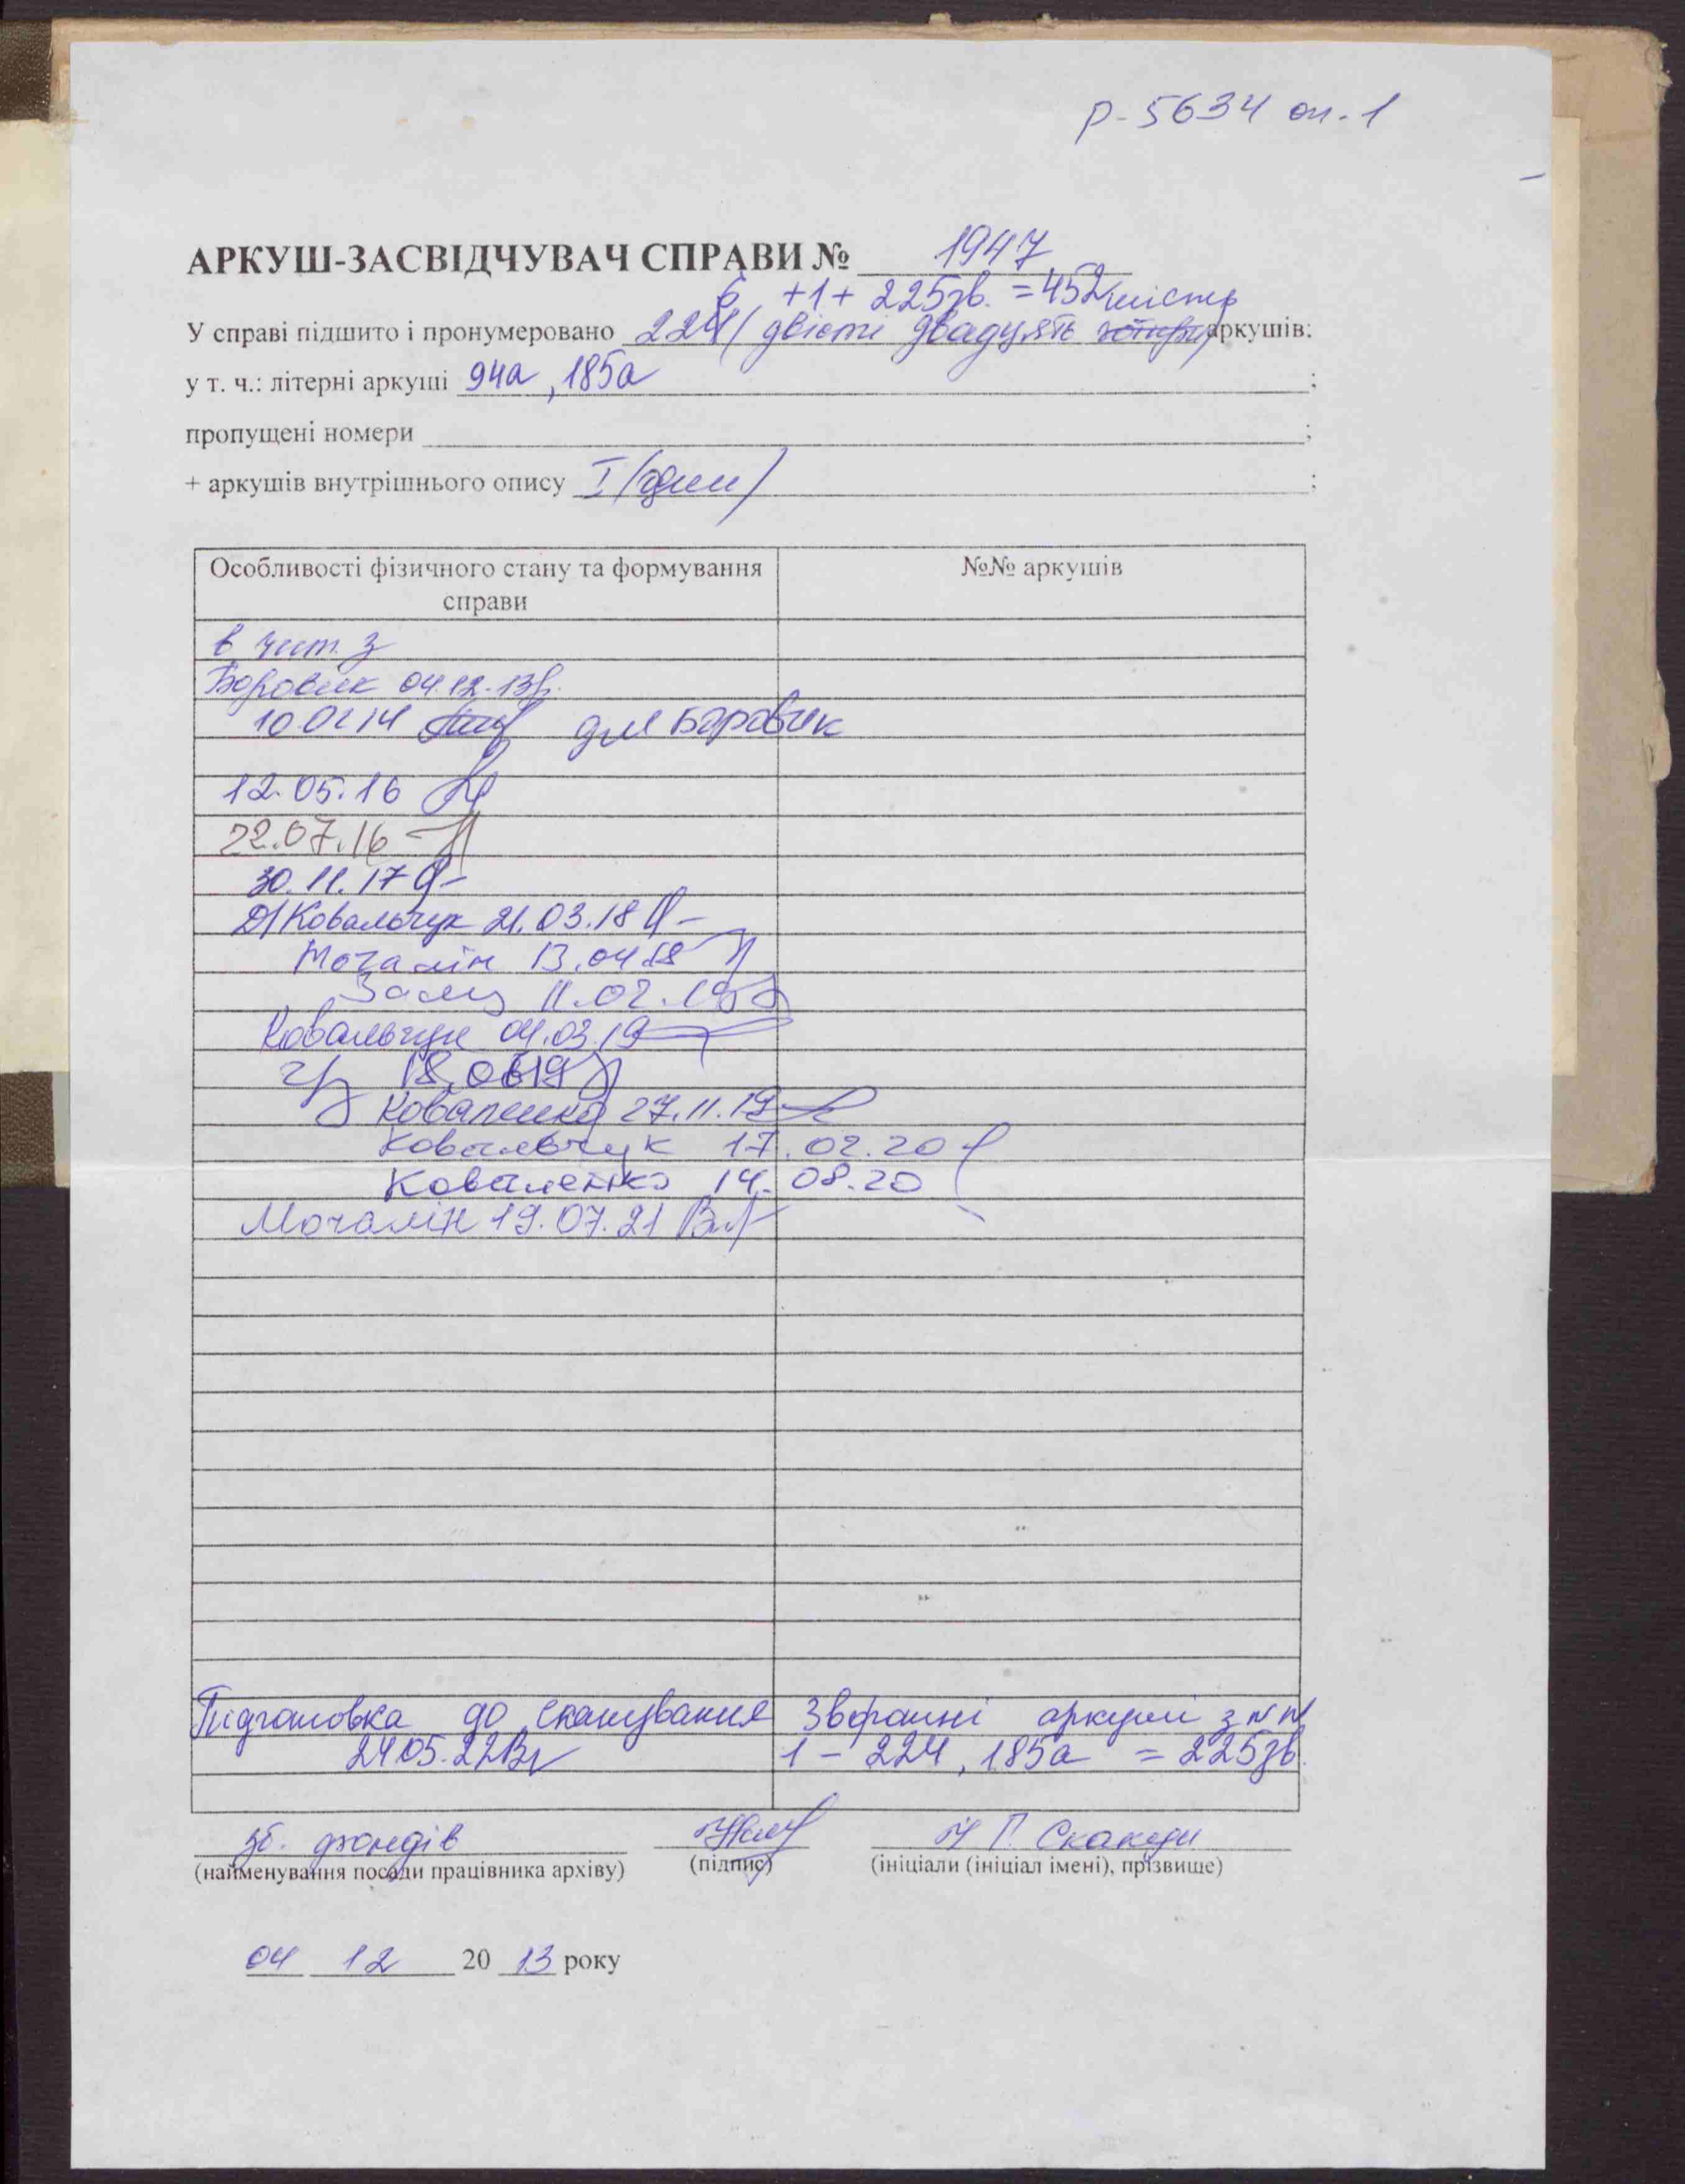 р-5634 оп.1
АРКУШ-ЗАСВІДЧУВАЧ СПРАВИ № 1947
6 +1+ 225зв. =452
У справі підшито і пронумеровано 224 (двісті двадцять чотири) шість аркушів:
у т. ч.: літерні аркуші 94а, 185а ;
пропущені номери ;
+ аркушів внутрішнього опису I (один) ;
Особливості фізичного стану та формування справи №№ аркушів
в чит. з
Боровик 04.12.13р.
10 02 14 для Боровик
12.05.16
22.07.16
30.11.17
Ковальчук 21.03.18
Мочалін 13.04.18
11.02.19
Ковальчук 04.03.19
18.06 19
Коваленко 27.11.19
Ковальчук 17.02.20
Коваленко 14.08.20
Мочалін 19.07.21
Підготовка до сканування Зворотні аркуші з №№
24.05.22 1 – 224, 185а = 225зв.
зб. фондів
(найменування посади працівника архіву) (підпис) (ініціали (ініціал імені), прізвище)
04 12 20 13 року